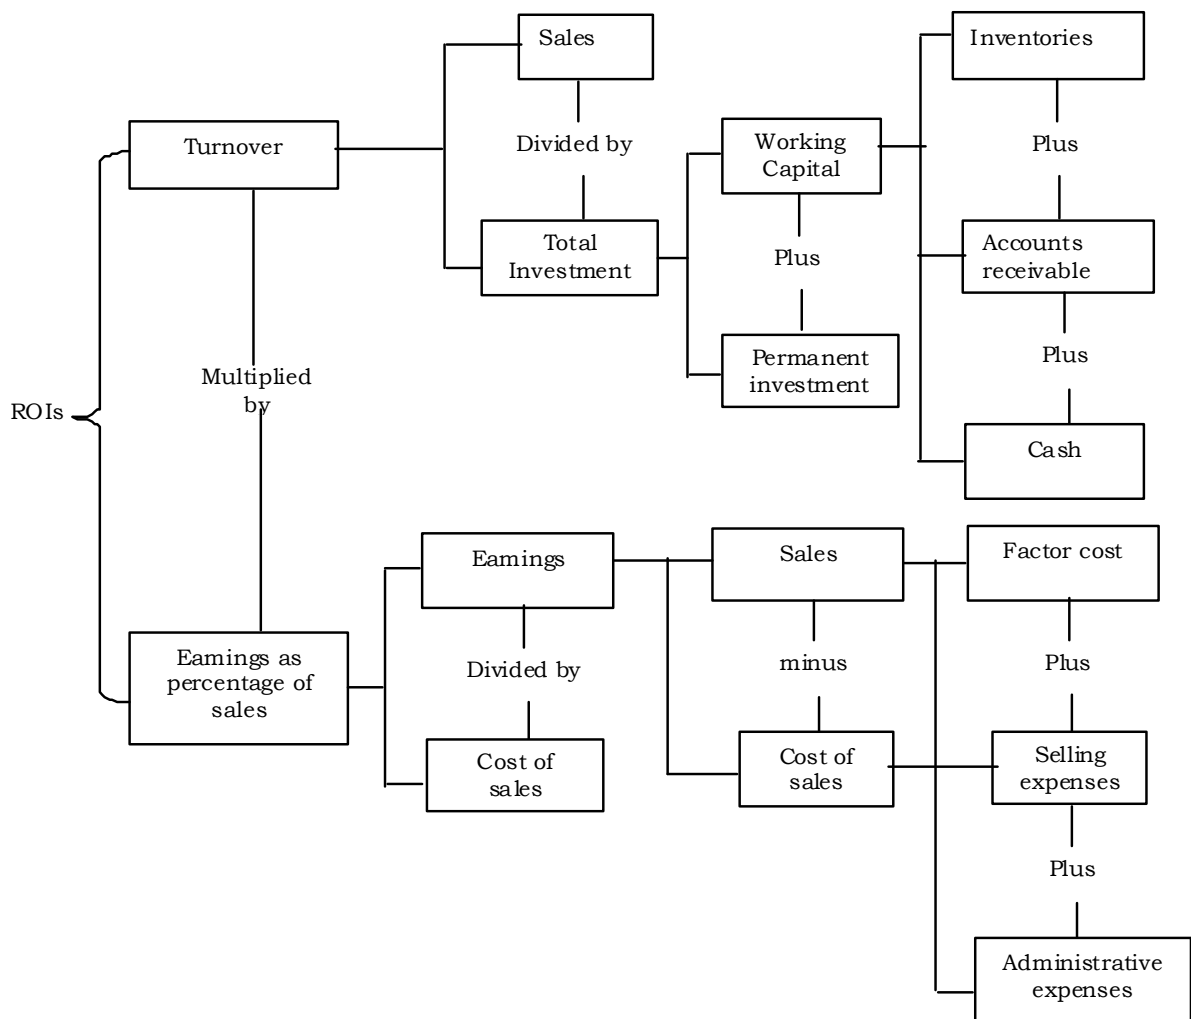 Sales
Inventories
Turnover
Divided by
Working
Capital
Plus
Total
Investment
Plus
Accounts
receivable
Permanent
investment
Plus
Multiplied
by
ROIs
Cash
Earnings
Sales
Factor cost
Earnings as
percentage of
sales
Divided by
minus
Plus
Cost of
sales
Cost of
sales
Selling
expenses
Plus
Administrative
expenses